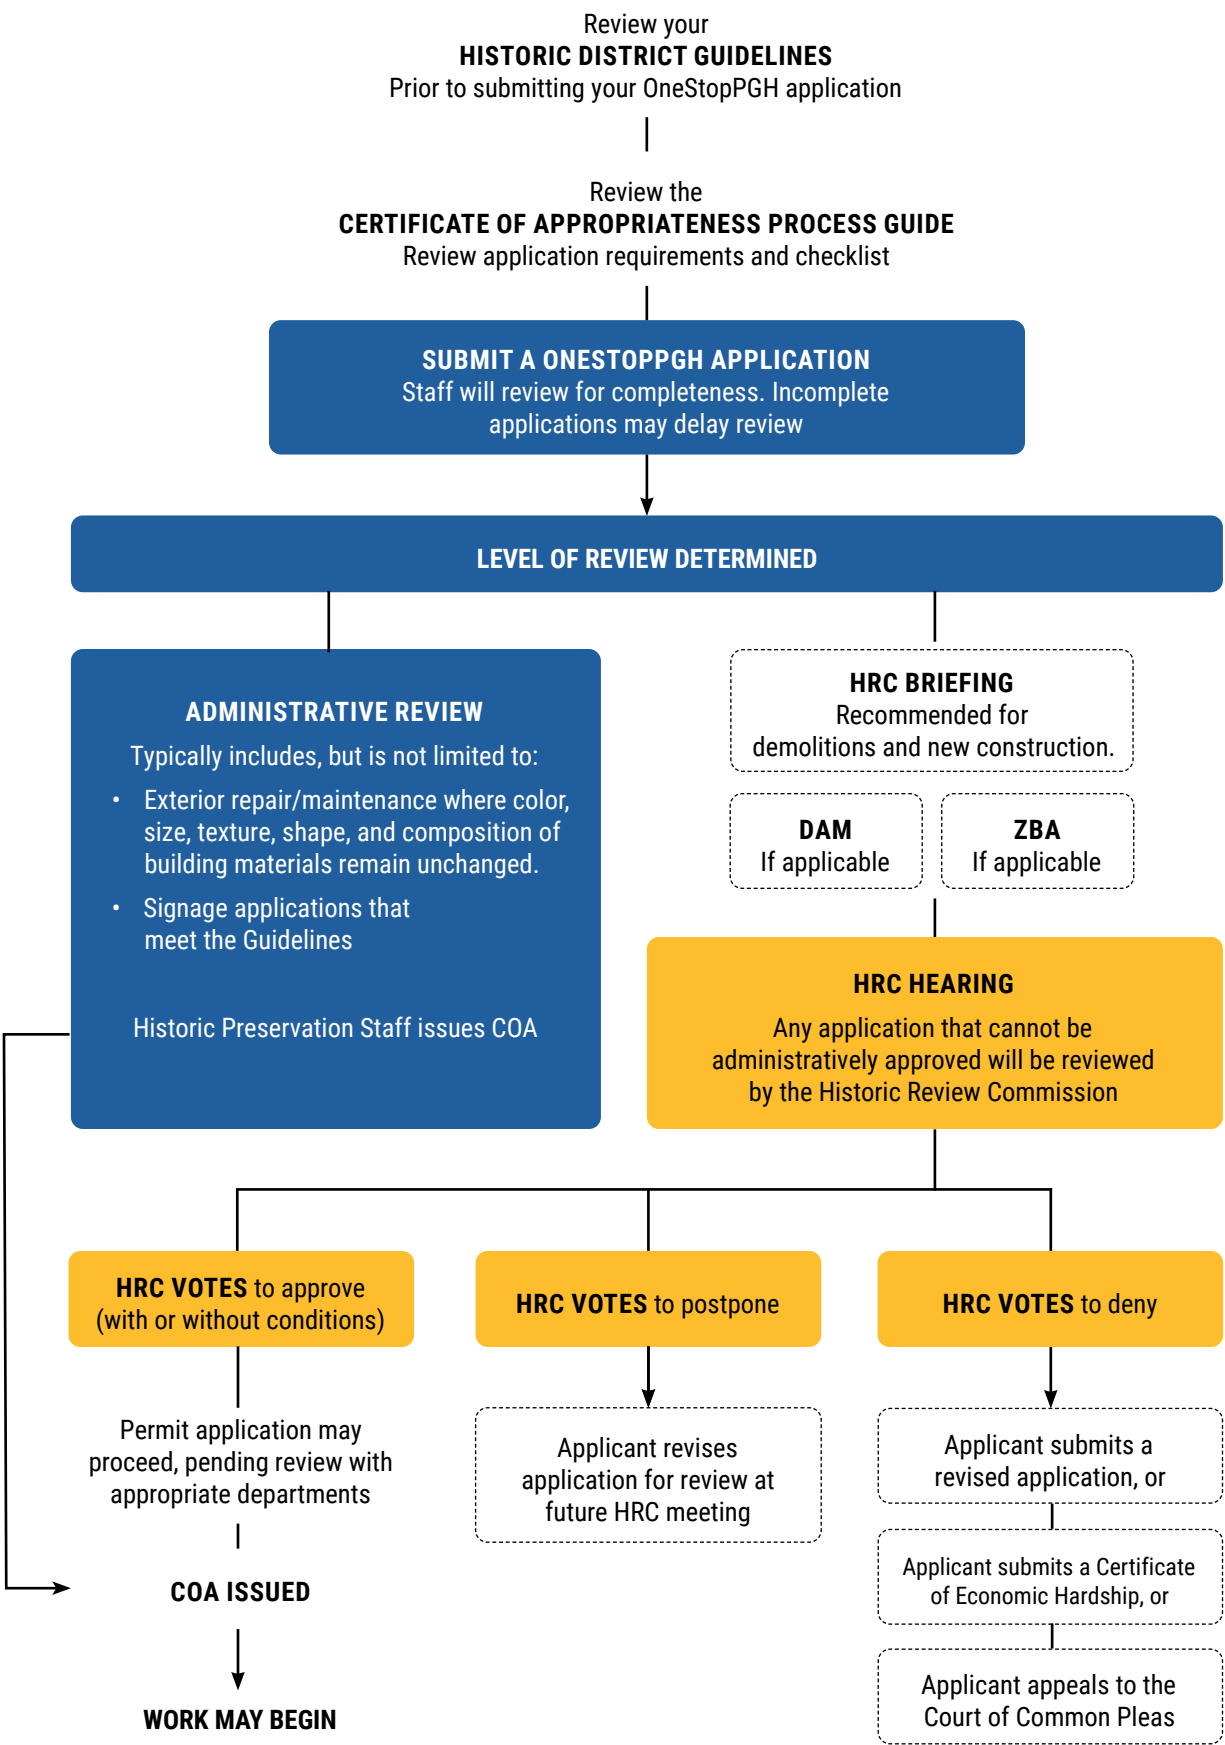 Review your
HISTORIC DISTRICT GUIDELINES
Prior to submitting your OneStopPGH application
Review the
CERTIFICATE OF APPROPRIATENESS PROCESS GUIDE
Review application requirements and checklist
SUBMIT A ONESTOPPGH APPLICATION
Staff will review for completeness. Incomplete
applications may delay review
LEVEL OF REVIEW DETERMINED
ADMINISTRATIVE REVIEW
Typically includes, but is not limited to:
• Exterior repair/maintenance where color,
size, texture, shape, and composition of
building materials remain unchanged.
• Signage applications that
meet the Guidelines
Historic Preservation Staff issues COA
HRC BRIEFING
Recommended for
demolitions and new construction.
DAM
If applicable
ZBA
If applicable
HRC HEARING
Any application that cannot be
administratively approved will be reviewed
by the Historic Review Commission
HRC VOTES to approve
(with or without conditions)
Permit application may
proceed, pending review with
appropriate departments
COA ISSUED
WORK MAY BEGIN
HRC VOTES to postpone
Applicant revises
application for review at
future HRC meeting
HRC VOTES to deny
Applicant submits a
revised application, or
Applicant submits a Certificate
of Economic Hardship, or
Applicant appeals to the
Court of Common Pleas